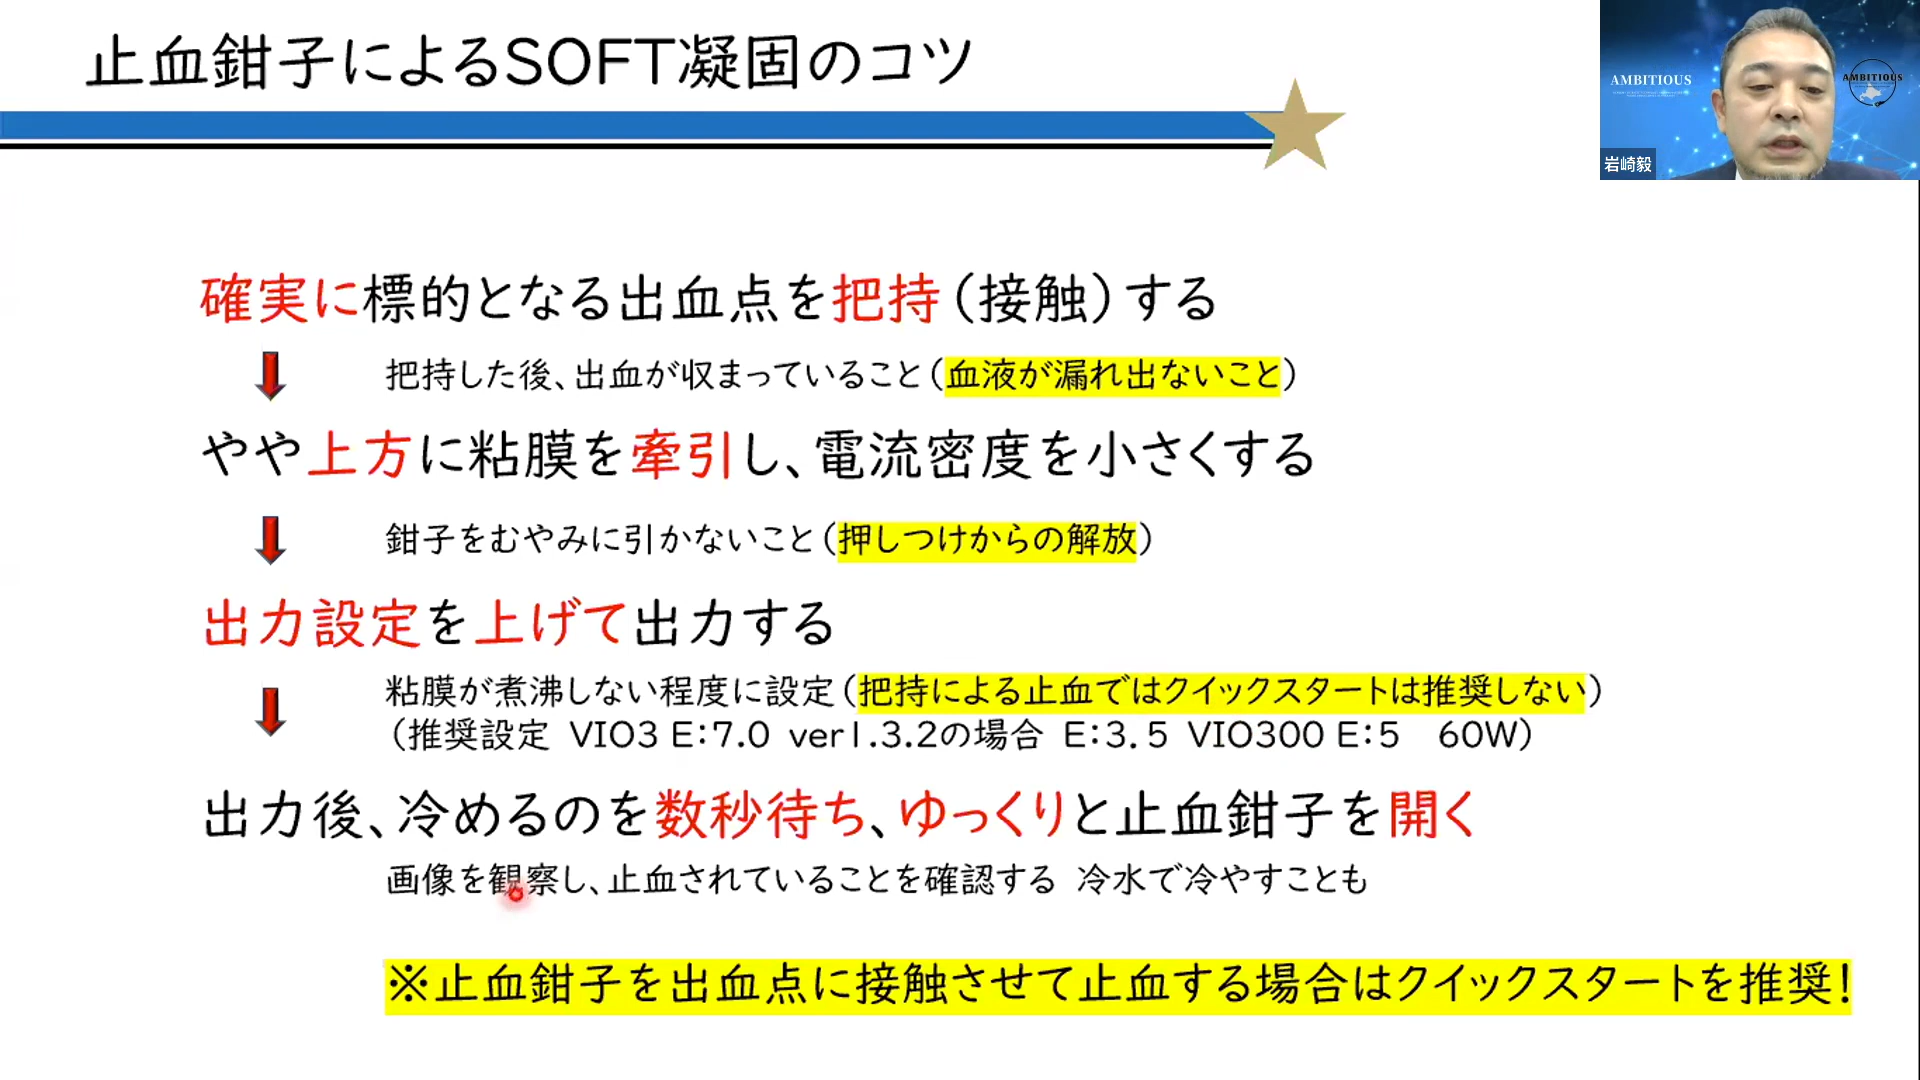 止血鉗子によるSOFT凝固のコツ
AMBITIOUS
AMBITIOUS
岩崎毅
確実に標的となる出血点を把持(接触)する
把持した後、出血が収まっていること(血液が漏れ出ないこと)
やや上方に粘膜を牽引し、電流密度を小さくする
鉗子をむやみに引かないこと(押しつけからの解放)
出力設定を上げて出力する
粘膜が煮沸しない程度に設定(把持による止血ではクイックスタートは推奨しない)
(推奨設定 VIO3 E:7.0 ver1.3.2の場合 E:3.5 VIO300 E:5 60W)
出力後、冷めるのを数秒待ち、ゆっくりと止血鉗子を開く
画像を観察し、止血されていることを確認する 冷水で冷やすことも
※止血鉗子を出血点に接触させて止血する場合はクイックスタートを推奨!